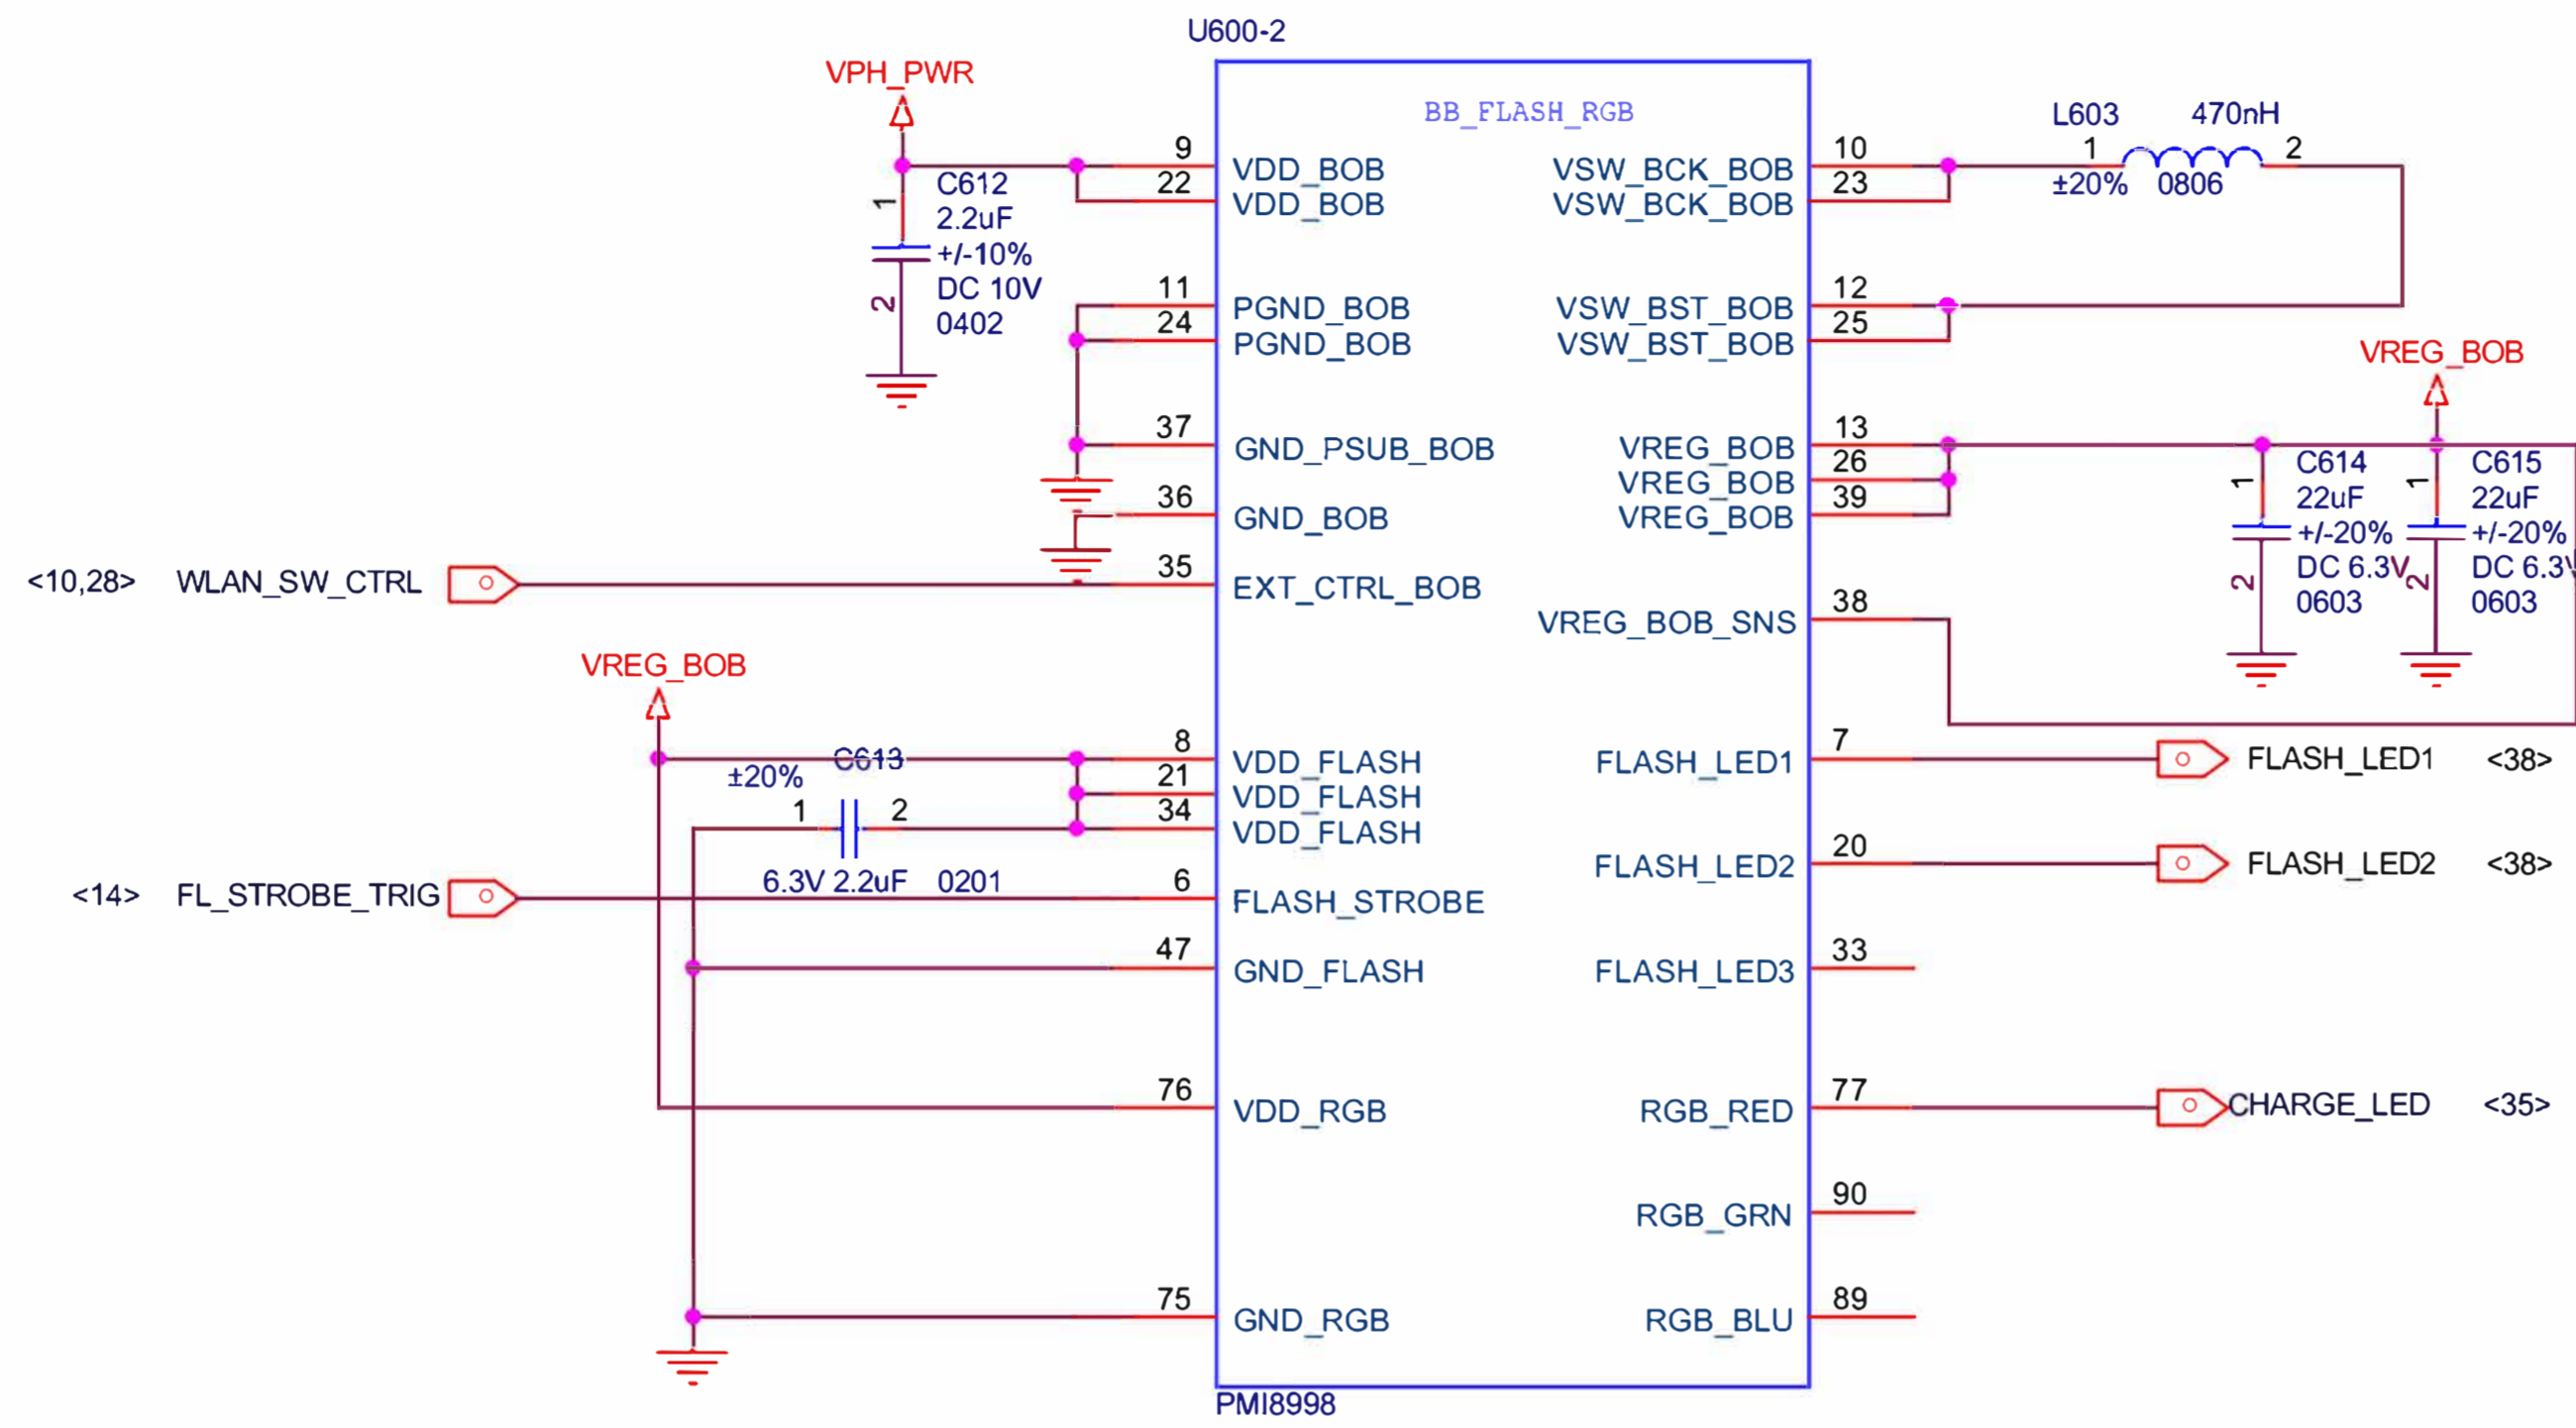 U600-2
VPH_PWR
BB_FLASH_RGB
L603 470nH
1 2
±20% 0806
9 VDD_BOB
22 VDD_BOB
VSW_BCK_BOB 10
VSW_BCK_BOB 23
C612
2.2uF
+/-10%
DC 10V
0402
1
2
11 PGND_BOB
24 PGND_BOB
VSW_BST_BOB 12
VSW_BST_BOB 25
VREG_BOB
37 GND_PSUB_BOB
36 GND_BOB
VREG_BOB 13
VREG_BOB 26
VREG_BOB 39
C614
22uF
+/-20%
DC 6.3V
0603
1
2
C615
22uF
+/-20%
DC 6.3V
0603
1
2
<10,28> WLAN_SW_CTRL
35 EXT_CTRL_BOB
VREG_BOB_SNS 38
VREG_BOB
8 VDD_FLASH
21 VDD_FLASH
34 VDD_FLASH
C613
±20%
1 2
6.3V 2.2uF 0201
FLASH_LED1 7
FLASH_LED1 <38>
FLASH_LED2 20
FLASH_LED2 <38>
<14> FL_STROBE_TRIG
6 FLASH_STROBE
47 GND_FLASH
FLASH_LED3 33
76 VDD_RGB
RGB_RED 77
CHARGE_LED <35>
RGB_GRN 90
75 GND_RGB
RGB_BLU 89
PMI8998